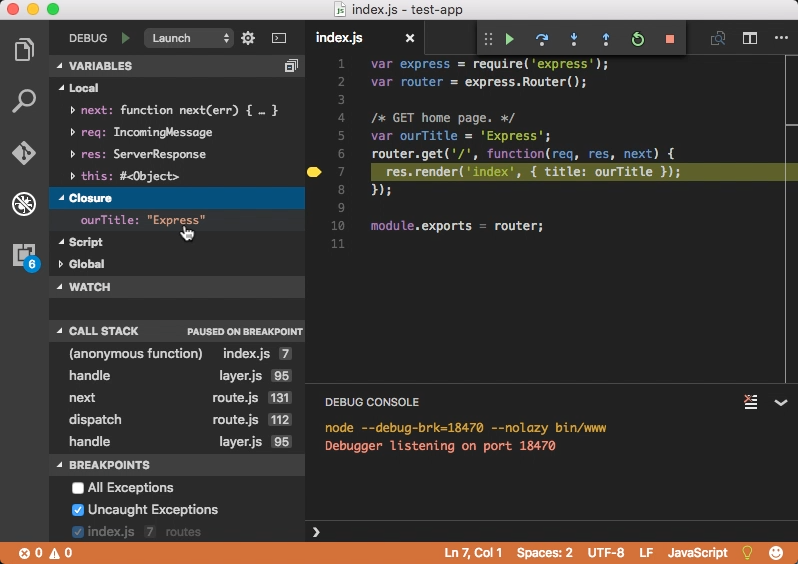 JS index.js - test-app
DEBUG
Launch
VARIABLES
Local
next: function next(err) { … }
req: IncomingMessage
res: ServerResponse
this: #<Object>
Closure
ourTitle: "Express"
Script
Global
WATCH
CALL STACK PAUSED ON BREAKPOINT
(anonymous function) index.js 7
handle layer.js 95
next route.js 131
dispatch route.js 112
handle layer.js 95
BREAKPOINTS
All Exceptions
Uncaught Exceptions
index.js 7 routes
6
index.js
1 var express = require('express');
2 var router = express.Router();
3
4 /* GET home page. */
5 var ourTitle = 'Express';
6 router.get('/', function(req, res, next) {
7 res.render('index', { title: ourTitle });
8 });
9
10 module.exports = router;
11
DEBUG CONSOLE
node --debug-brk=18470 --nolazy bin/www
Debugger listening on port 18470
0 0 Ln 7, Col 1 Spaces: 2 UTF-8 LF JavaScript